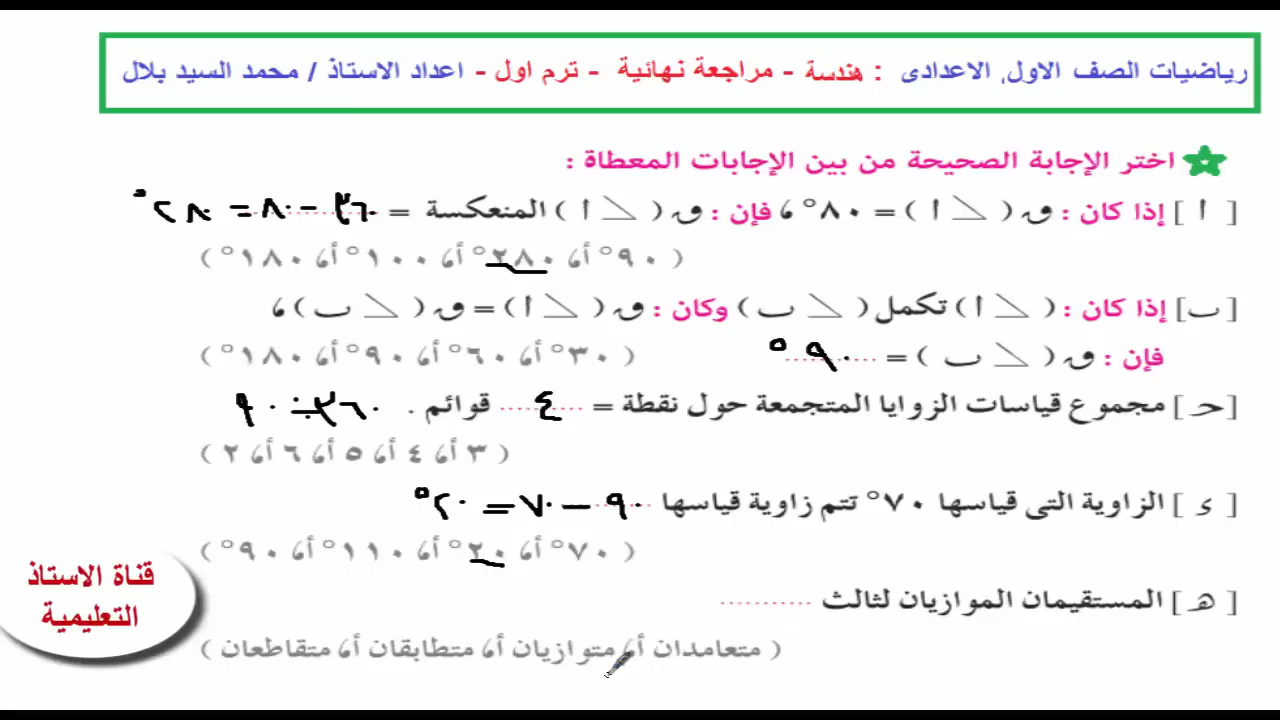 رياضيات الصف الاول الاعدادى : هندسة - مراجعة نهائية - ترم اول - اعداد الاستاذ / محمد السيد بلال
اختر الإجابة الصحيحة من بين الإجابات المعطاة :
[ ا ] إذا كان : ق ( ∠ ا ) = ٨٠° ، فإن : ق ( ∠ ا ) المنعكسة = ٣٦٠ - ٨٠ = ٢٨٠°
( ٩٠° أ، ٢٨٠° أ، ١٠٠° أ، ١٨٠° )
[ ب ] إذا كان : ( ∠ ا ) تكمل ( ∠ ب ) وكان : ق ( ∠ ا ) = ق ( ∠ ب ) ،
فإن : ق ( ∠ ب ) = ٩٠°
( ٣٠° أ، ٦٠° أ، ٩٠° أ، ١٨٠° )
[ حـ ] مجموع قياسات الزوايا المتجمعة حول نقطة = ٤ قوائم . ٣٦٠ ÷ ٩٠
( ٣ أ، ٤ أ، ٥ أ، ٦ أ، ٢ )
[ ء ] الزاوية التى قياسها ٧٠° تتم زاوية قياسها ٩٠ - ٧٠ = ٢٠°
( ٧٠° أ، ٢٠° أ، ١١٠° أ، ٩٠° )
[ هـ ] المستقيمان الموازيان لثالث ..........
( متعامدان أ، متوازيان أ، متطابقان أ، متقاطعان )
قناة الاستاذ
التعليمية